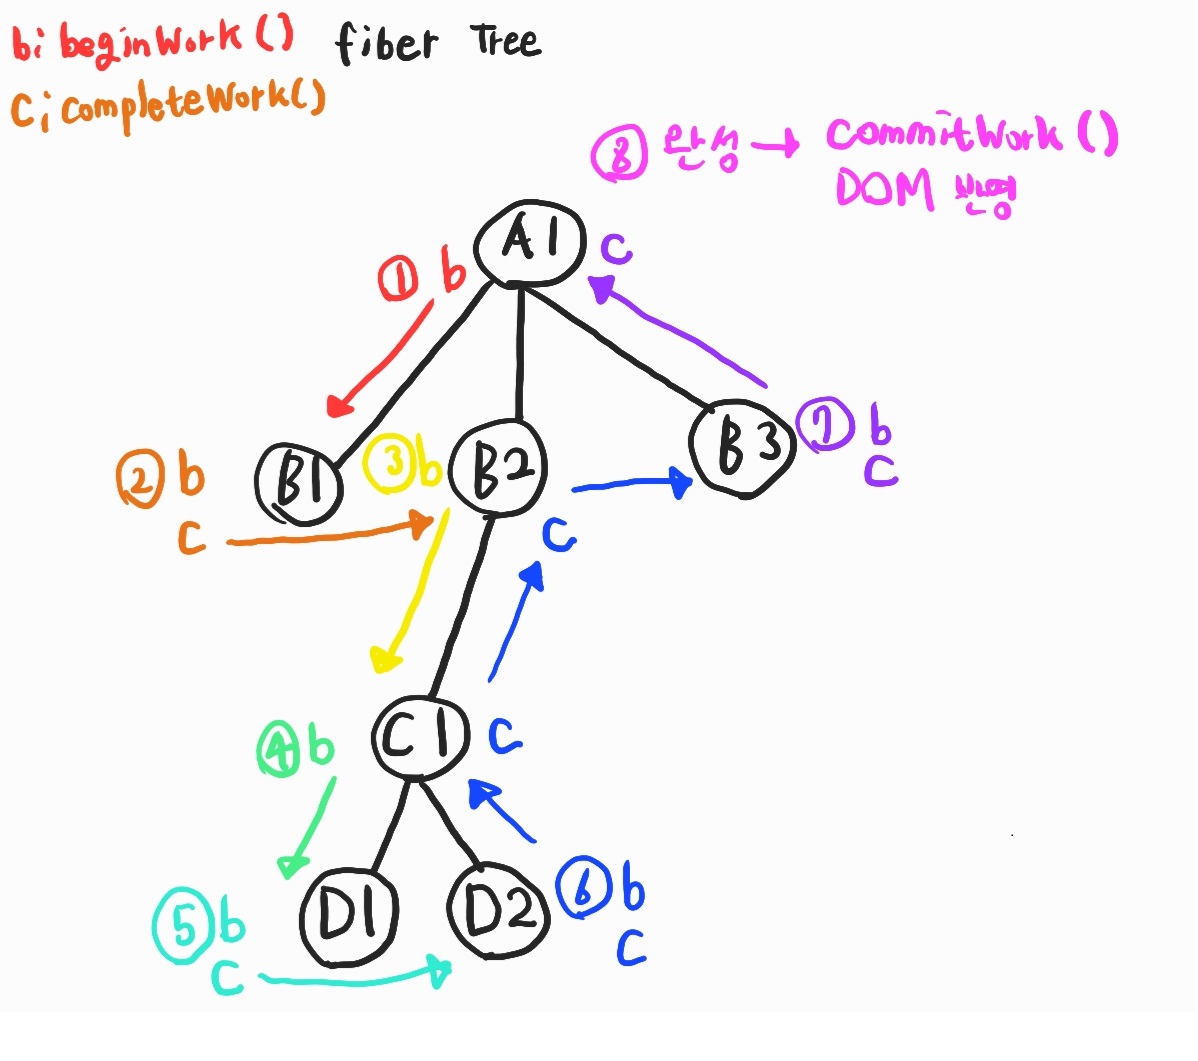 b; beginWork() fiber Tree
C; completeWork()
⑧ 완성 → commitWork()
DOM 반영
A1 c
① b
② b
c
B1
③ b
B2
c
B3
⑦ b
c
④ b
C1 c
⑤ b
c
D1
D2
⑥ b
c